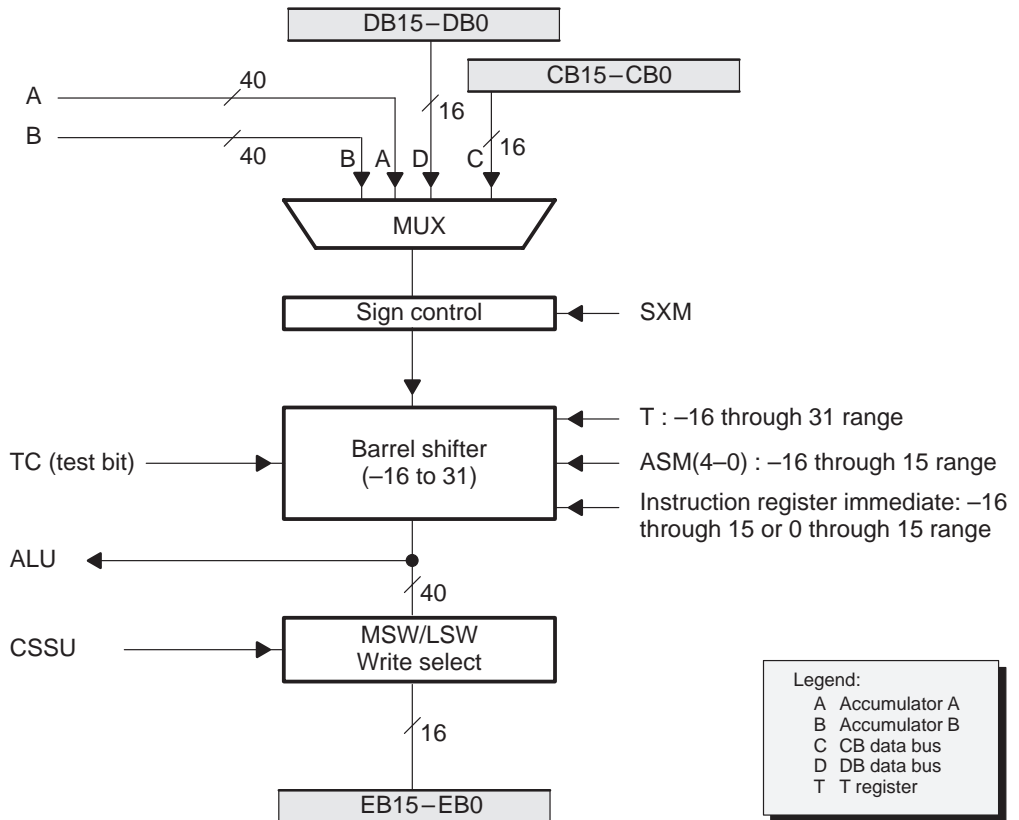 DB15–DB0
CB15–CB0
A
40
16
B
40
16
B A D C
MUX
Sign control
SXM
T : –16 through 31 range
TC (test bit)
Barrel shifter
(–16 to 31)
ASM(4–0) : –16 through 15 range
Instruction register immediate: –16
through 15 or 0 through 15 range
ALU
40
CSSU
MSW/LSW
Write select
16
EB15–EB0
Legend:
A Accumulator A
B Accumulator B
C CB data bus
D DB data bus
T T register